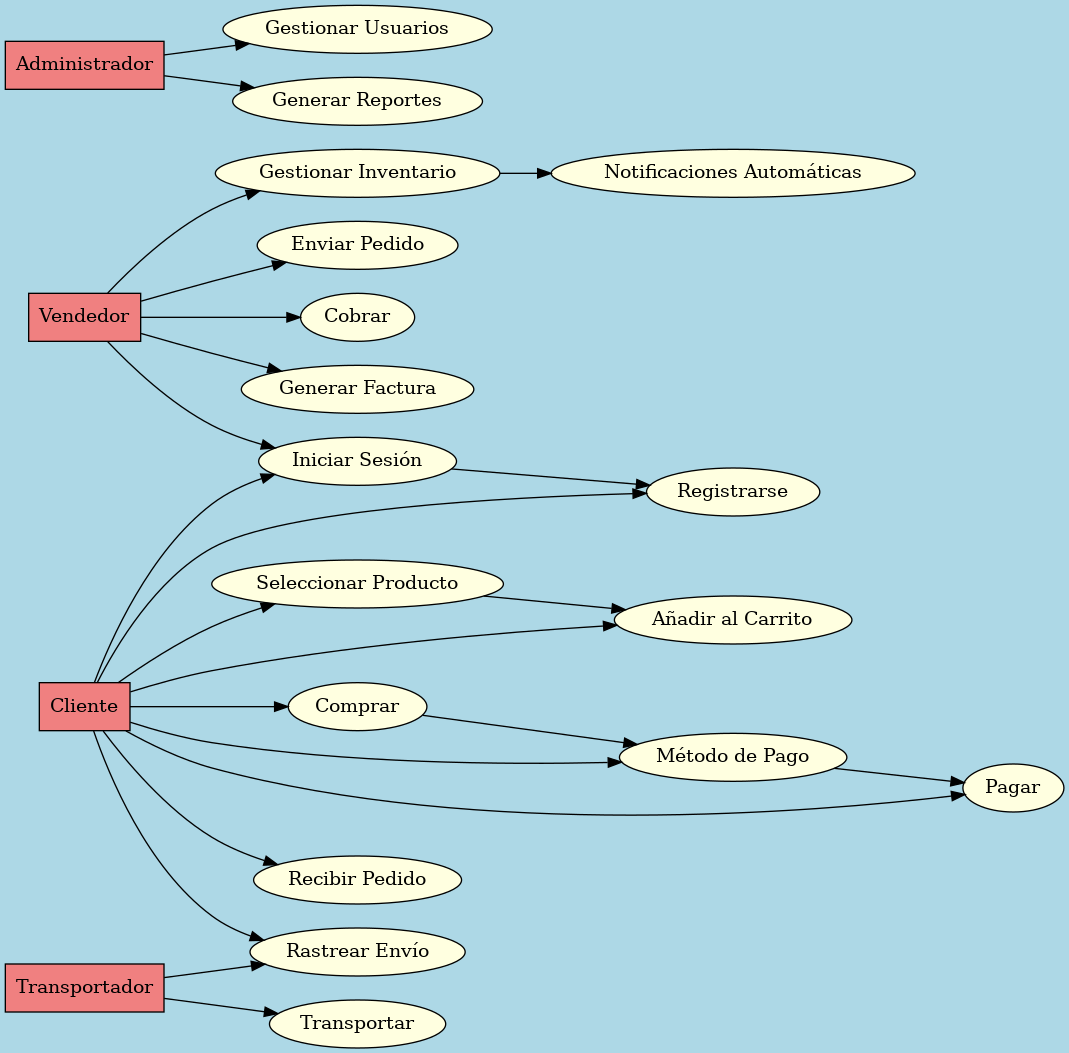 Gestionar Usuarios
Administrador
Generar Reportes
Gestionar Inventario
Notificaciones Automáticas
Enviar Pedido
Vendedor
Cobrar
Generar Factura
Iniciar Sesión
Registrarse
Seleccionar Producto
Añadir al Carrito
Cliente
Comprar
Método de Pago
Pagar
Recibir Pedido
Rastrear Envío
Transportador
Transportar